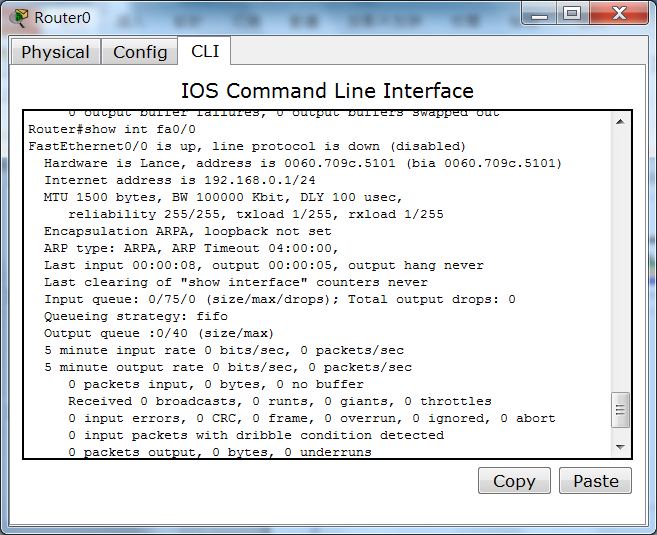 Router0
Physical Config CLI
IOS Command Line Interface
0 output buffer failures, 0 output buffers swapped out
Router#show int fa0/0
FastEthernet0/0 is up, line protocol is down (disabled)
Hardware is Lance, address is 0060.709c.5101 (bia 0060.709c.5101)
Internet address is 192.168.0.1/24
MTU 1500 bytes, BW 100000 Kbit, DLY 100 usec,
reliability 255/255, txload 1/255, rxload 1/255
Encapsulation ARPA, loopback not set
ARP type: ARPA, ARP Timeout 04:00:00,
Last input 00:00:08, output 00:00:05, output hang never
Last clearing of "show interface" counters never
Input queue: 0/75/0 (size/max/drops); Total output drops: 0
Queueing strategy: fifo
Output queue :0/40 (size/max)
5 minute input rate 0 bits/sec, 0 packets/sec
5 minute output rate 0 bits/sec, 0 packets/sec
0 packets input, 0 bytes, 0 no buffer
Received 0 broadcasts, 0 runts, 0 giants, 0 throttles
0 input errors, 0 CRC, 0 frame, 0 overrun, 0 ignored, 0 abort
0 input packets with dribble condition detected
0 packets output, 0 bytes, 0 underruns
Copy Paste